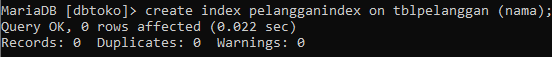 MariaDB [dbtoko]> create index pelangganindex on tblpelanggan (nama);
Query OK, 0 rows affected (0.022 sec)
Records: 0  Duplicates: 0  Warnings: 0